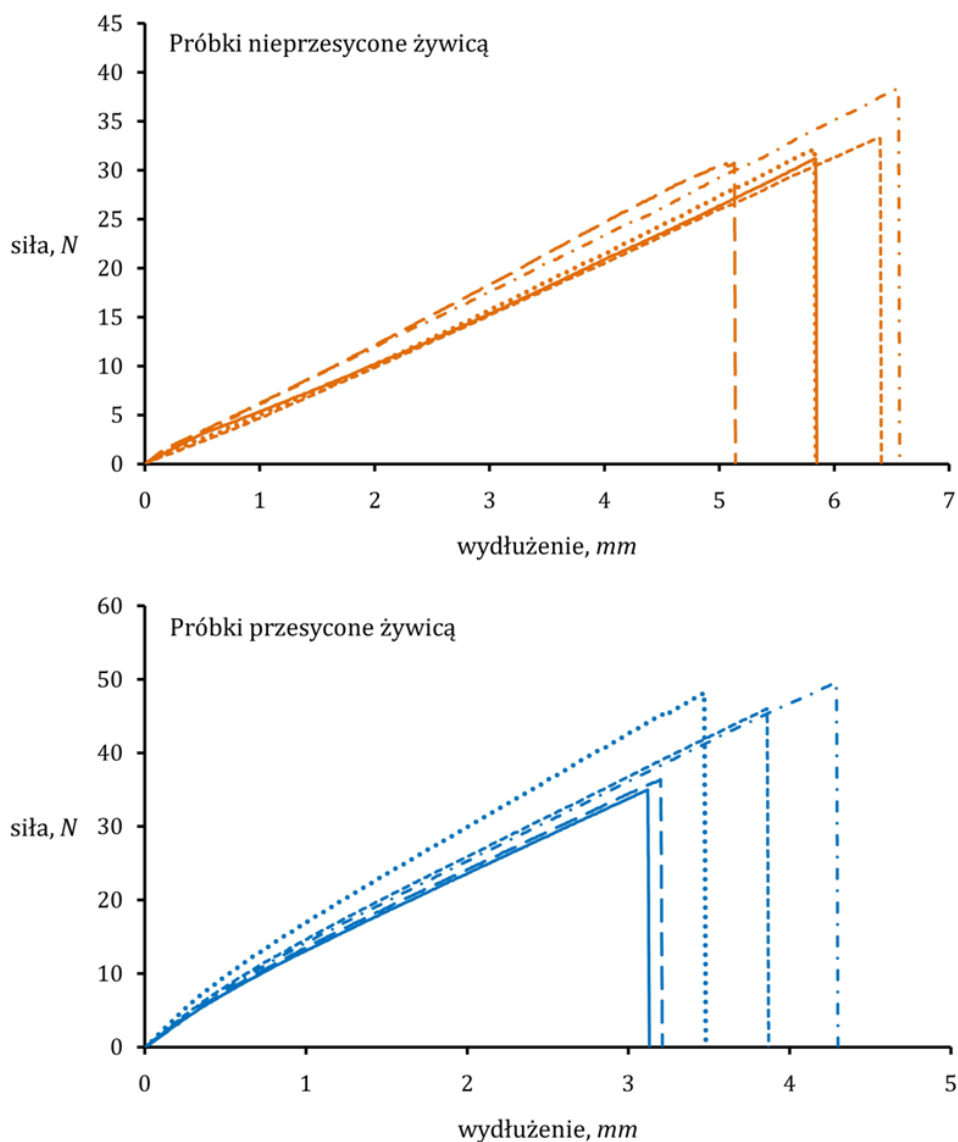 45
Próbki nieprzesycone żywicą
40
35
30
25
siła, N
20
15
10
5
0
0 1 2 3 4 5 6 7
wydłużenie, mm
60
Próbki przesycone żywicą
50
40
30
siła, N
20
10
0
0 1 2 3 4 5
wydłużenie, mm